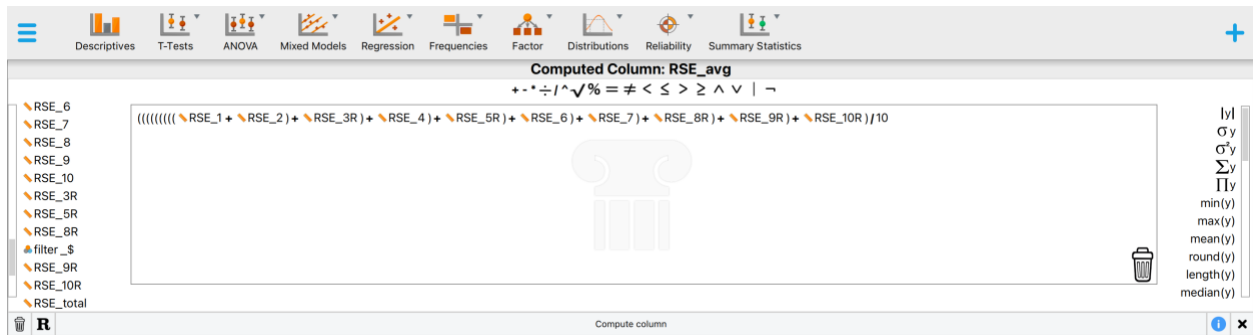 Descriptives T-Tests ANOVA Mixed Models Regression Frequencies Factor Distributions Reliability Summary Statistics
Computed Column: RSE_avg
+ - * ÷ / ^ √ % = ≠ < ≤ > ≥ ∧ ∨ | ¬
RSE_6
RSE_7
RSE_8
RSE_9
RSE_10
RSE_3R
RSE_5R
RSE_8R
filter_$
RSE_9R
RSE_10R
RSE_total
((((((((( RSE_1 + RSE_2 ) + RSE_3R ) + RSE_4 ) + RSE_5R ) + RSE_6 ) + RSE_7 ) + RSE_8R ) + RSE_9R ) + RSE_10R ) / 10
|y|
σy
σ²y
∑y
∏y
min(y)
max(y)
mean(y)
round(y)
length(y)
median(y)
R
Compute column
i